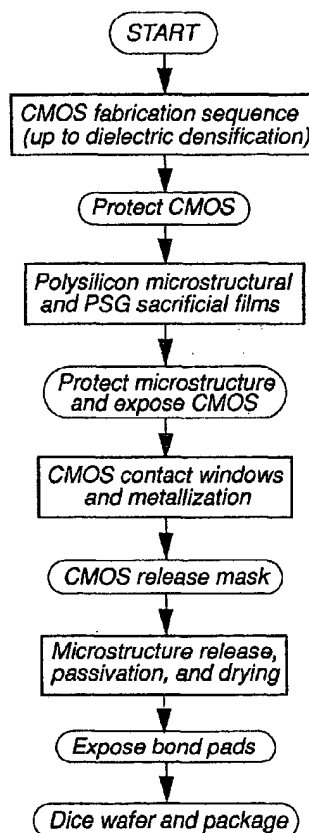 START
CMOS fabrication sequence
(up to dielectric densification)
Protect CMOS
Polysilicon microstructural
and PSG sacrificial films
Protect microstructure
and expose CMOS
CMOS contact windows
and metallization
CMOS release mask
Microstructure release,
passivation, and drying
Expose bond pads
Dice wafer and package